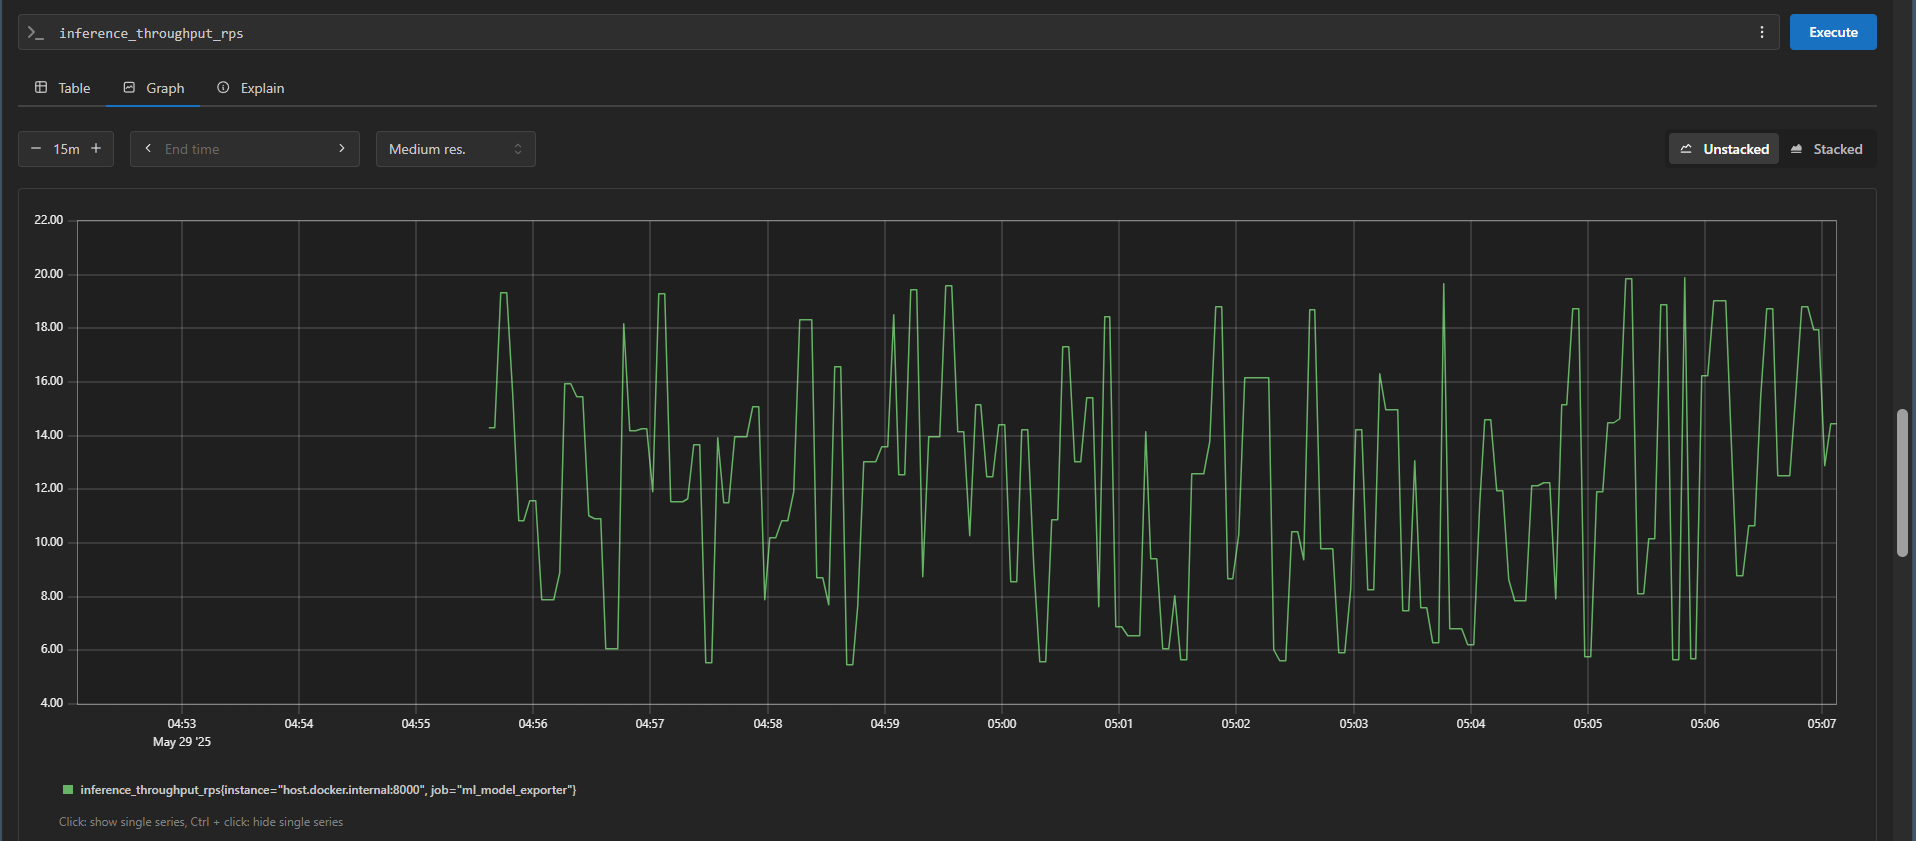 inference_throughput_rps
Execute
Table Graph Explain
15m End time Medium res. Unstacked Stacked
22.00
20.00
18.00
16.00
14.00
12.00
10.00
8.00
6.00
4.00
04:53 04:54 04:55 04:56 04:57 04:58 04:59 05:00 05:01 05:02 05:03 05:04 05:05 05:06 05:07
May 29 '25
inference_throughput_rps{instance="host.docker.internal:8000", job="ml_model_exporter"}
Click: show single series, Ctrl + click: hide single series